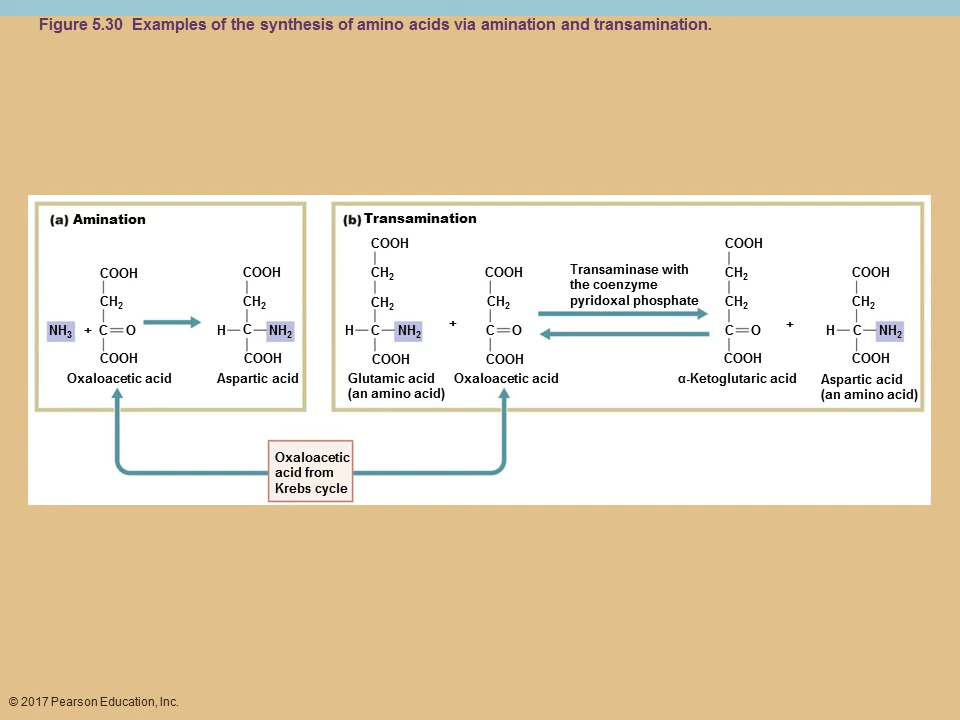 Figure 5.30 Examples of the synthesis of amino acids via amination and transamination.
(a) Amination
COOH
CH₂
NH₃ + C=O
COOH
Oxaloacetic acid
COOH
CH₂
H—C—NH₂
COOH
Aspartic acid
(b) Transamination
COOH
CH₂
CH₂
H—C—NH₂
COOH
Glutamic acid
(an amino acid)
+
COOH
CH₂
C=O
COOH
Oxaloacetic acid
Transaminase with
the coenzyme
pyridoxal phosphate
COOH
CH₂
CH₂
C=O
COOH
α-Ketoglutaric acid
+
COOH
CH₂
H—C—NH₂
COOH
Aspartic acid
(an amino acid)
Oxaloacetic
acid from
Krebs cycle
© 2017 Pearson Education, Inc.